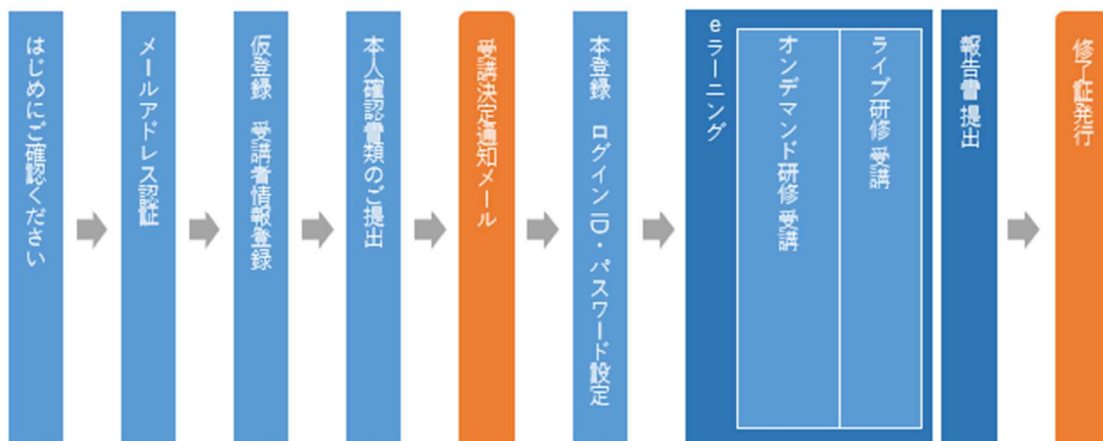 はじめにご確認ください
メールアドレス認証
仮登録　受講者情報登録
本人確認書類のご提出
受講決定通知メール
本登録　ログインID・パスワード設定
eラーニング
オンデマンド研修 受講
ライブ研修 受講
報告書 提出
修了証発行